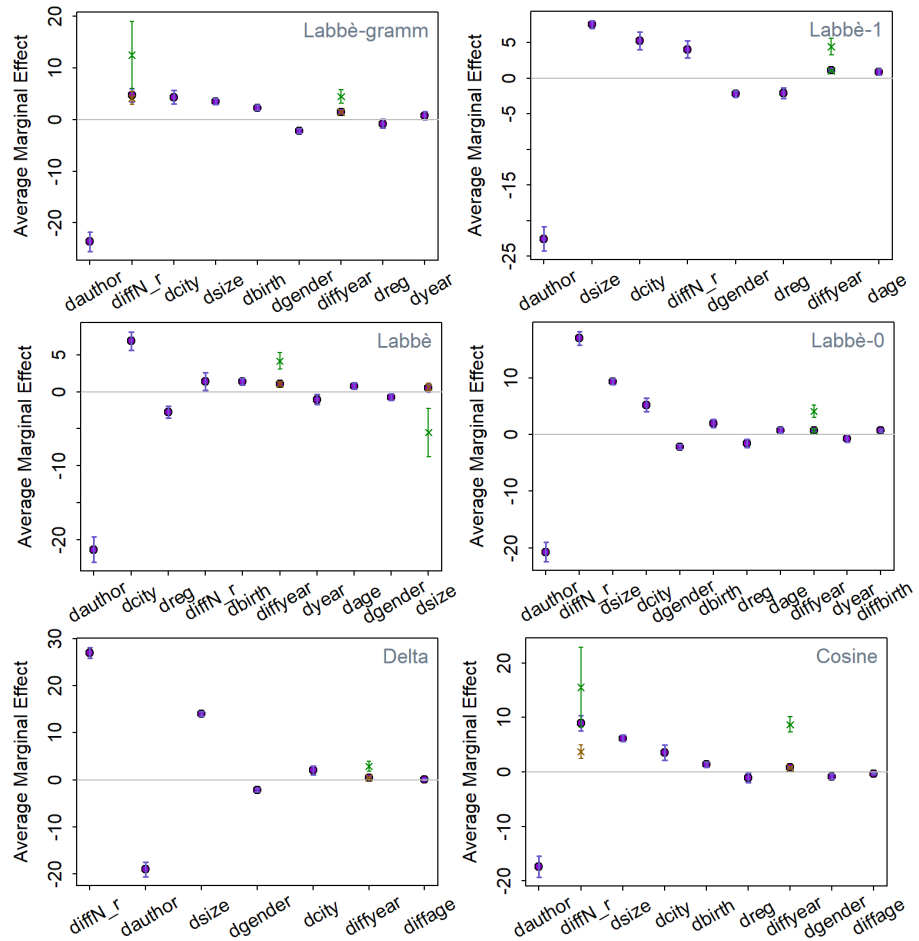 Labbè-gramm
Average Marginal Effect
20
10
0
-10
-20
dauthor
diffN_r
dcity
dsize
dbirth
dgender
diffyear
dreg
dyear
Labbè-1
Average Marginal Effect
5
0
-5
-15
-25
dauthor
dsize
dcity
diffN_r
dgender
dreg
diffyear
dage
Labbè
Average Marginal Effect
5
0
-10
-20
dauthor
dcity
dreg
diffN_r
dbirth
diffyear
dyear
dage
dgender
dsize
Labbè-0
Average Marginal Effect
10
0
-10
-20
dauthor
diffN_r
dsize
dcity
dgender
dbirth
dreg
dage
diffyear
dyear
diffbirth
Delta
Average Marginal Effect
30
20
10
0
-10
-20
diffN_r
dauthor
dsize
dgender
dcity
diffyear
diffage
Cosine
Average Marginal Effect
20
10
0
-10
-20
dauthor
diffN_r
dsize
dcity
dbirth
dreg
diffyear
dgender
diffage